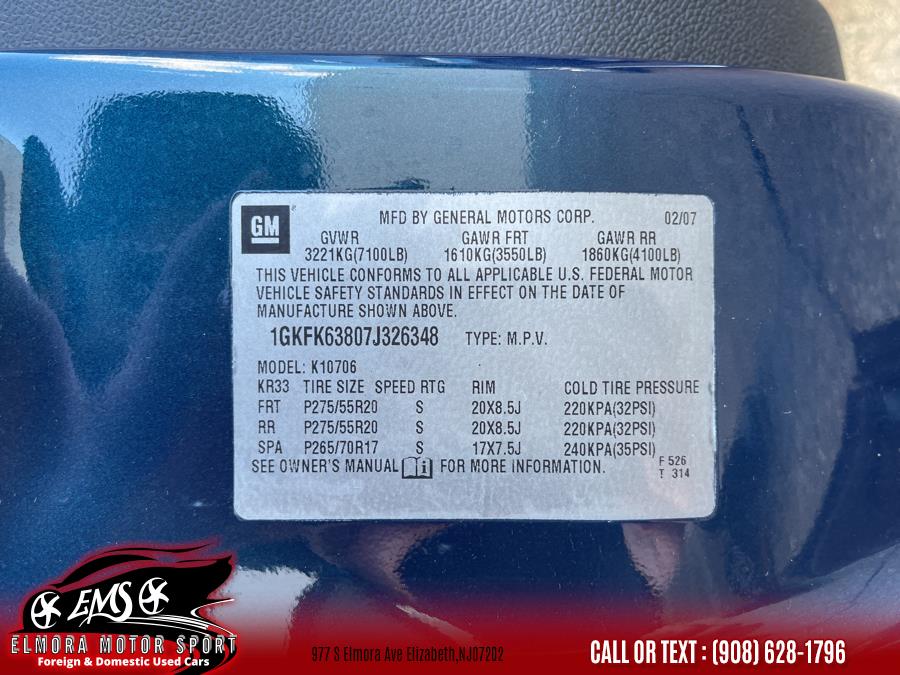 GM ® MFD BY GENERAL MOTORS CORP. 02/07
GVWR GAWR FRT GAWR RR
3221KG(7100LB) 1610KG(3550LB) 1860KG(4100LB)
THIS VEHICLE CONFORMS TO ALL APPLICABLE U.S. FEDERAL MOTOR
VEHICLE SAFETY STANDARDS IN EFFECT ON THE DATE OF
MANUFACTURE SHOWN ABOVE.
1GKFK63807J326348 TYPE: M.P.V.
MODEL: K10706
KR33 TIRE SIZE SPEED RTG RIM COLD TIRE PRESSURE
FRT P275/55R20 S 20X8.5J 220KPA(32PSI)
RR P275/55R20 S 20X8.5J 220KPA(32PSI)
SPA P265/70R17 S 17X7.5J 240KPA(35PSI)
SEE OWNER'S MANUAL i FOR MORE INFORMATION.
F 526
T 314
EMS
ELMORA MOTOR SPORT
Foreign & Domestic Used Cars
977 S Elmora Ave Elizabeth,NJ07202
CALL OR TEXT : (908) 628-1796